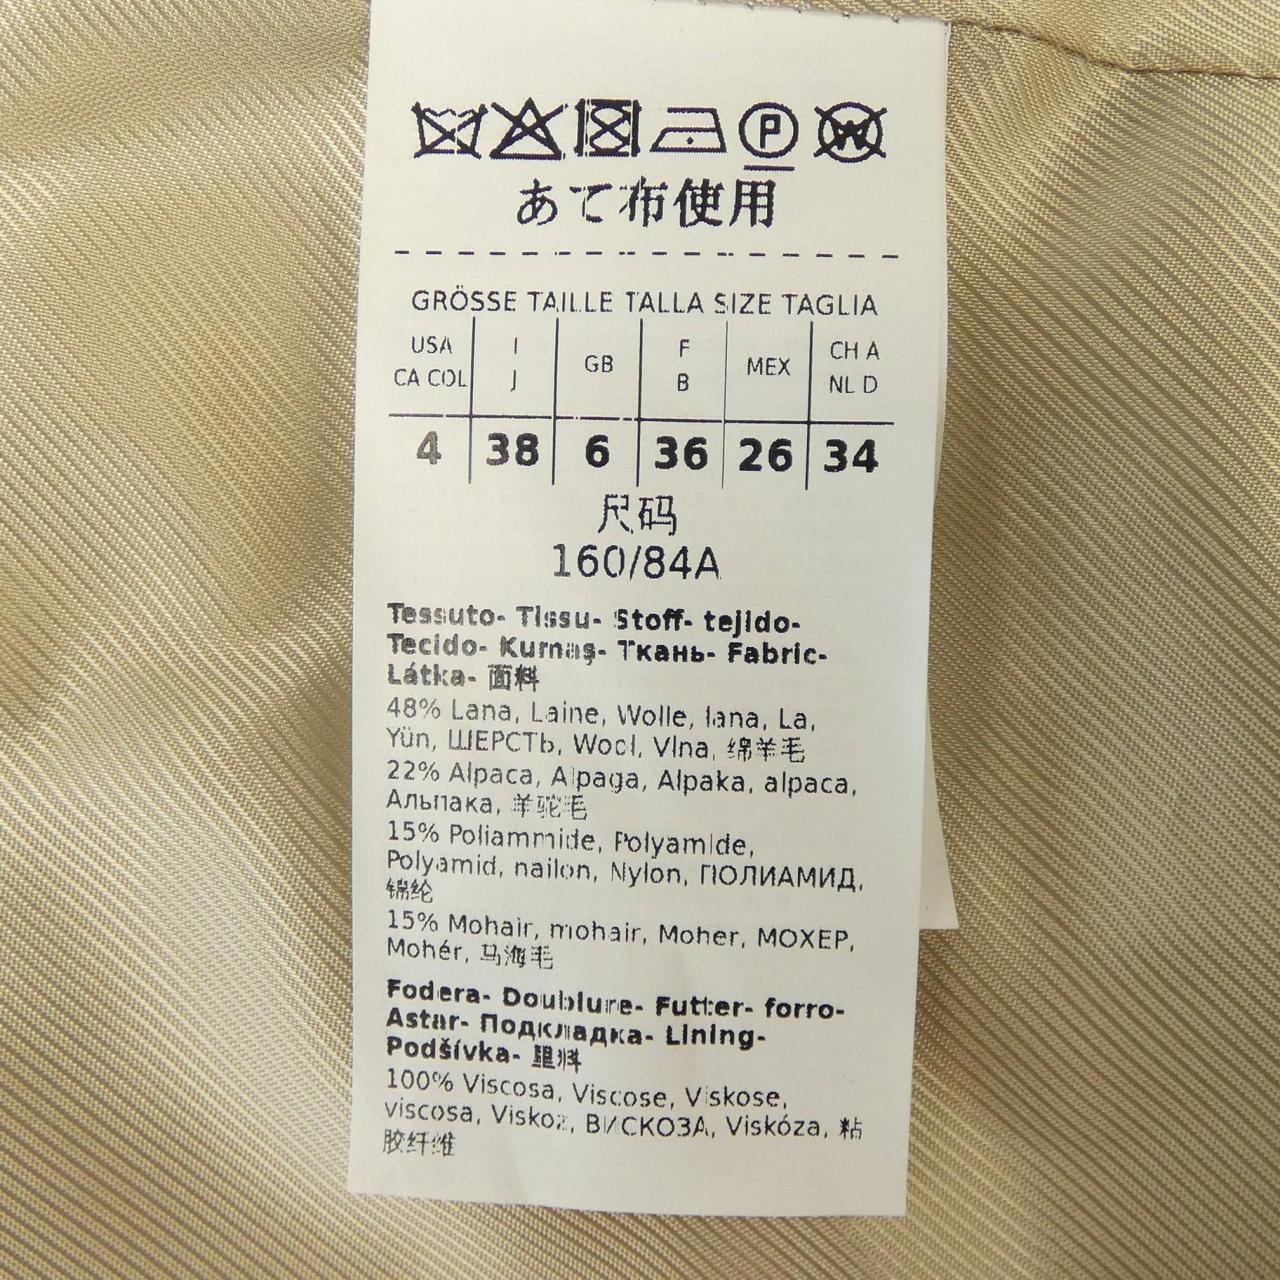 P W
あて布使用
GRÖSSE TAILLE TALLA SIZE TAGLIA
USA I GB F MEX CH A
CA COL J B NL D
4 38 6 36 26 34
尺码
160/84A
Tessuto- Tissu- Stoff- tejido-
Tecido- Kumaş- Ткань- Fabric-
Látka- 面料
48% Lana, Laine, Wolle, lana, La,
Yün, ШЕРСТЬ, Wool, Vlna, 绵羊毛
22% Alpaca, Alpaga, Alpaka, alpaca,
Альпака, 羊驼毛
15% Poliammide, Polyamide,
Polyamid, nailon, Nylon, ПОЛИАМИД,
锦纶
15% Mohair, mohair, Moher, МОХЕР,
Mohér, 马海毛
Fodera- Doublure- Futter- forro-
Astar- Подкладка- Lining-
Podšívka- 里料
100% Viscosa, Viscose, Viskose,
viscosa, Viskoz, ВИСКОЗА, Viskóza, 粘
胶纤维